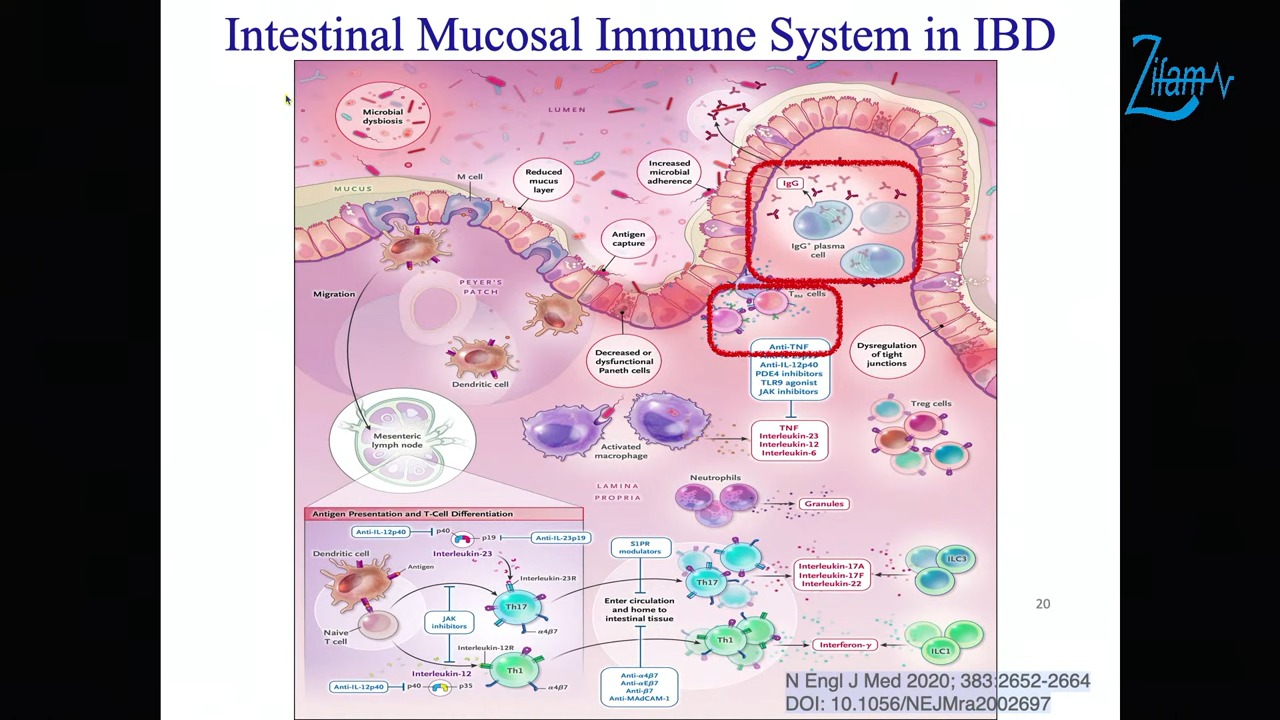 Intestinal Mucosal Immune System in IBD
Zifam
Microbial
dysbiosis
LUMEN
MUCUS
M cell
Reduced
mucus
layer
Increased
microbial
adherence
Antigen
capture
IgG
IgG+ plasma
cell
TRM cells
Migration
PEYER'S
PATCH
Dendritic cell
Decreased or
dysfunctional
Paneth cells
Dysregulation
of tight
junctions
Anti-TNF
Anti-IL-12p40
PDE4 inhibitors
TLR9 agonist
JAK inhibitors
TNF
Interleukin-23
Interleukin-12
Interleukin-6
Treg cells
Activated
macrophage
Mesenteric
lymph node
LAMINA
PROPRIA
Neutrophils
Granules
Antigen Presentation and T-Cell Differentiation
Anti-IL-12p40
p40
p19
Anti-IL-23p19
Interleukin-23
Dendritic cell
Antigen
Interleukin-23R
Th17
α4β7
JAK
inhibitors
Naive
T cell
Interleukin-12R
Interleukin-12
Th1
α4β7
Anti-IL-12p40
p40
p35
S1PR
modulators
Enter circulation
and home to
intestinal tissue
Anti-α4β7
Anti-αEβ7
Anti-β7
Anti-MAdCAM-1
Th17
Interleukin-17A
Interleukin-17F
Interleukin-22
ILC3
Th1
Interferon-γ
ILC1
20
N Engl J Med 2020; 383:2652-2664
DOI: 10.1056/NEJMra2002697